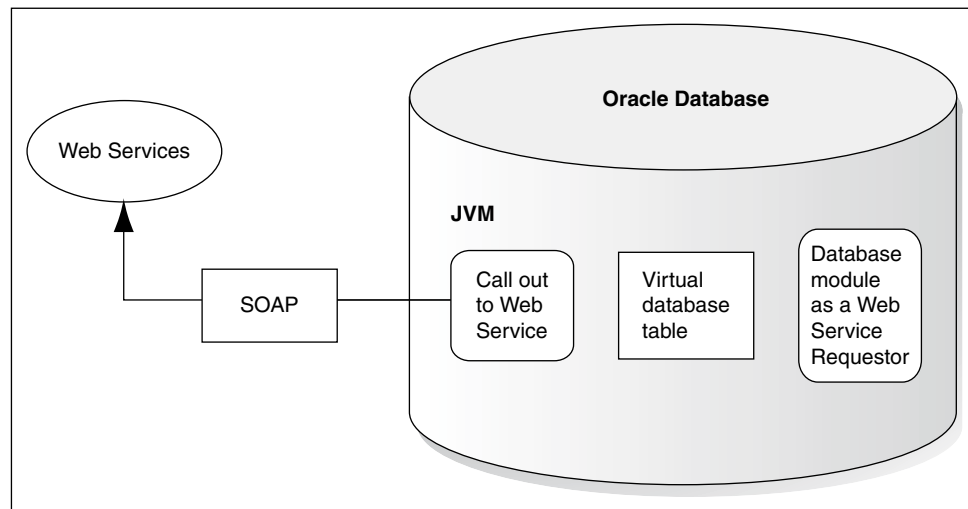 Oracle Database
Web Services
JVM
SOAP
Call out
to Web
Service
Virtual
database
table
Database
module
as a Web
Service
Requestor